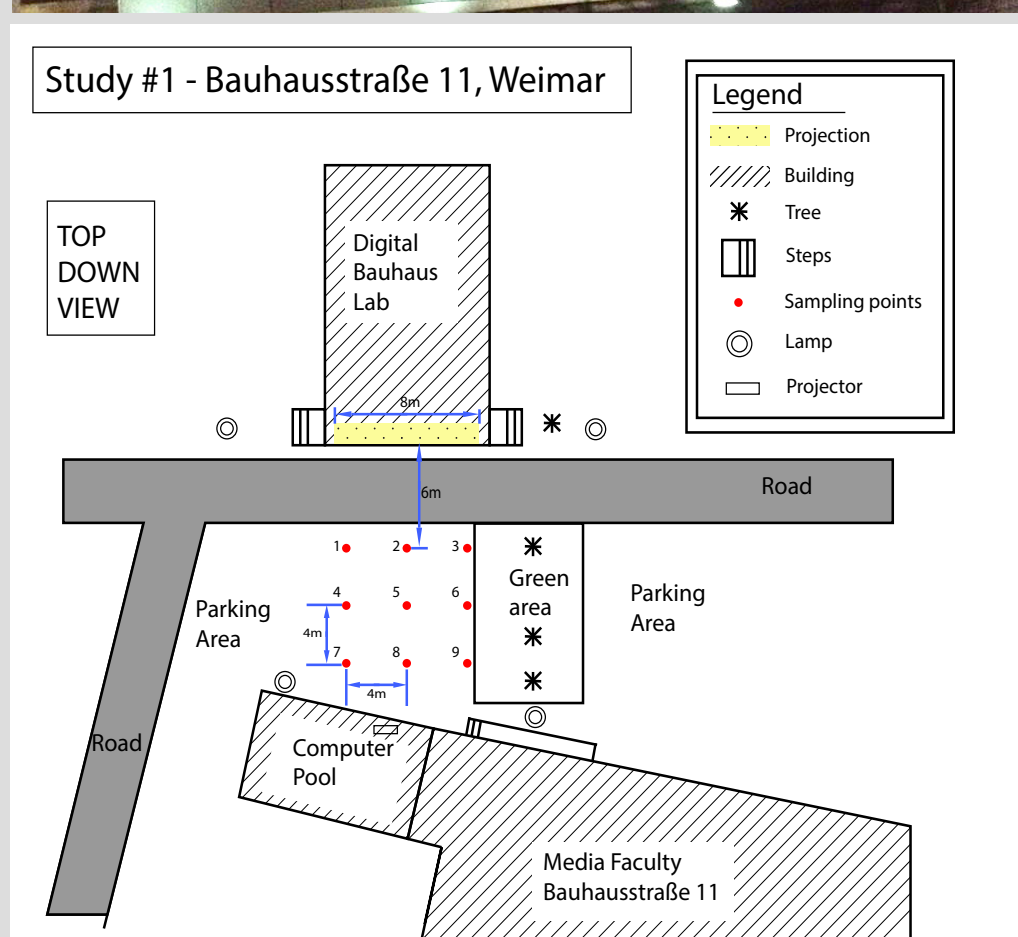 Study #1 - Bauhausstraße 11, Weimar
Legend
Projection
Building
Tree
Steps
Sampling points
Lamp
Projector
TOP
DOWN
VIEW
Digital
Bauhaus
Lab
8m
6m
Road
1
2
3
Green
area
4
5
6
Parking
Area
Parking
Area
4m
7
8
9
4m
Road
Computer
Pool
Media Faculty
Bauhausstraße 11